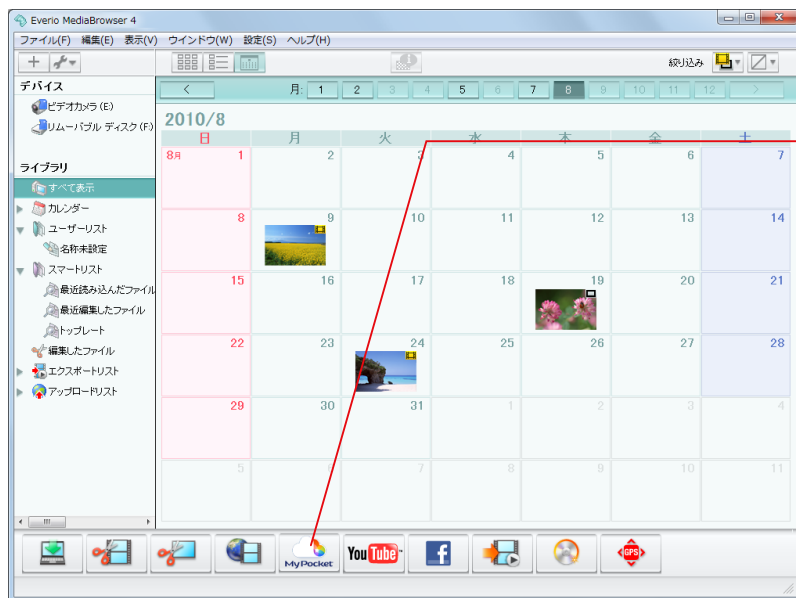 Everio MediaBrowser 4
ファイル(F) 編集(E) 表示(V) ウインドウ(W) 設定(S) ヘルプ(H)
絞り込み
デバイス
ビデオカメラ (E)
リムーバブル ディスク (F:)
ライブラリ
すべて表示
カレンダー
ユーザーリスト
名称未設定
スマートリスト
最近読み込んだファイル
最近編集したファイル
トップレート
編集したファイル
エクスポートリスト
アップロードリスト
< 月: 1 2 3 4 5 6 7 8 9 10 11 12 >
2010/8
日 月 火 水 木 金 土
8月 1 2 3 4 5 6 7
8 9 10 11 12 13 14
15 16 17 18 19 20 21
22 23 24 25 26 27 28
29 30 31 1 2 3 4
5 6 7 8 9 10 11
MyPocket
YouTube
f
GPS